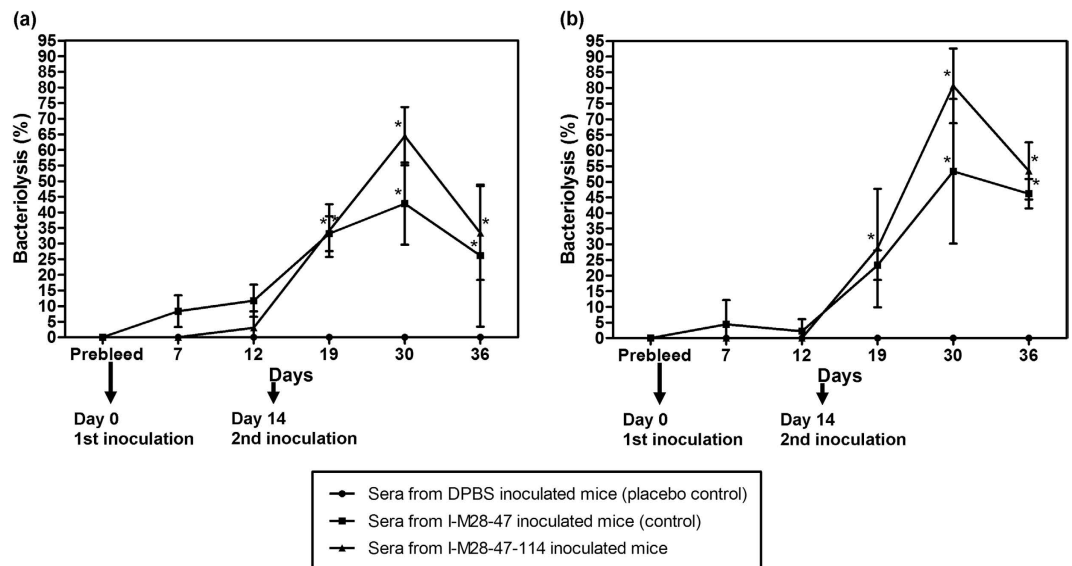 (a)
Bacteriolysis (%)
95
90
85
80
75
70
65
60
55
50
45
40
35
30
25
20
15
10
5
0
* * * * * *
Prebleed 7 12 19 30 36
Days
Day 0
1st inoculation
Day 14
2nd inoculation
(b)
Bacteriolysis (%)
95
90
85
80
75
70
65
60
55
50
45
40
35
30
25
20
15
10
5
0
* * * * *
Prebleed 7 12 19 30 36
Days
Day 0
1st inoculation
Day 14
2nd inoculation
Sera from DPBS inoculated mice (placebo control)
Sera from I-M28-47 inoculated mice (control)
Sera from I-M28-47-114 inoculated mice